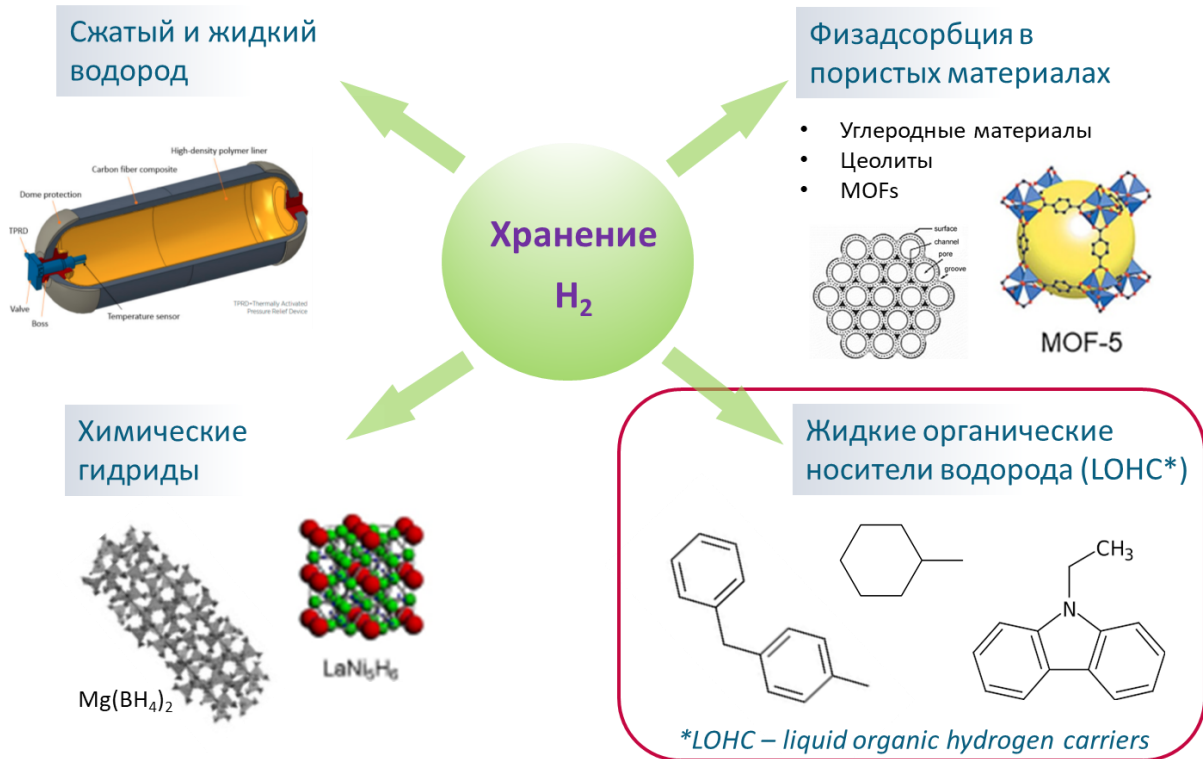 Сжатый и жидкий
водород
High-density polymer liner
Carbon fiber composite
Dome protection
TPRD
Valve
Boss
Temperature sensor
TPRD=Thermally Activated
Pressure Relief Device
Хранение
H₂
Физадсорбция в
пористых материалах
• Углеродные материалы
• Цеолиты
• MOFs
surface
channel
pore
groove
MOF-5
Химические
гидриды
Mg(BH₄)₂
LaNi₅H₆
Жидкие органические
носители водорода (LOHC*)
CH₃
N
*LOHC – liquid organic hydrogen carriers